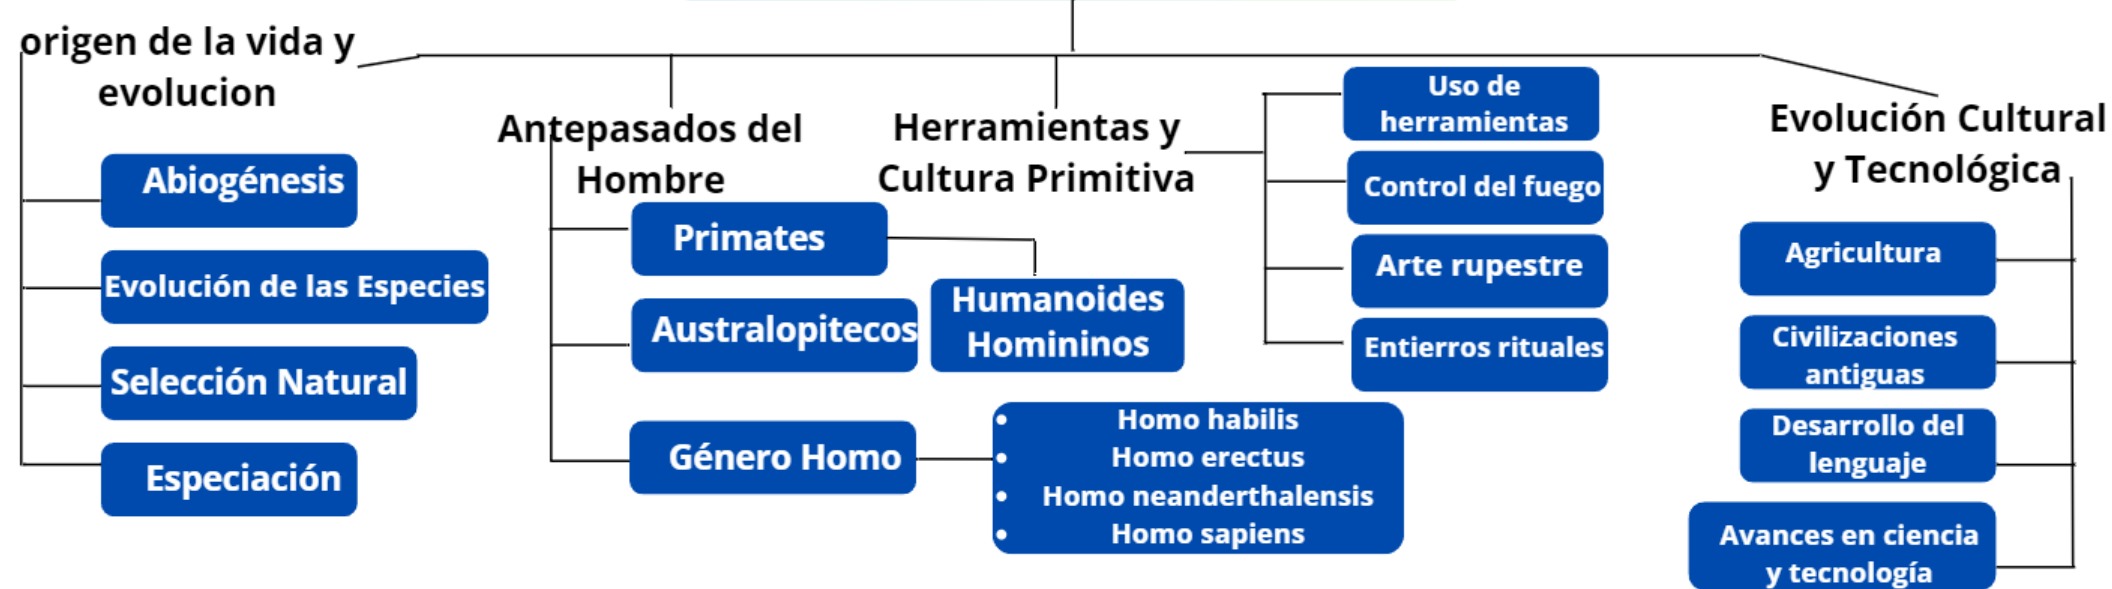 origen de la vida y
evolucion
Abiogénesis
Evolución de las Especies
Selección Natural
Especiación
Antepasados del
Hombre
Primates
Humanoides
Homininos
Australopitecos
Género Homo
Homo habilis
Homo erectus
Homo neanderthalensis
Homo sapiens
Herramientas y
Cultura Primitiva
Uso de
herramientas
Control del fuego
Arte rupestre
Entierros rituales
Evolución Cultural
y Tecnológica
Agricultura
Civilizaciones
antiguas
Desarrollo del
lenguaje
Avances en ciencia
y tecnología